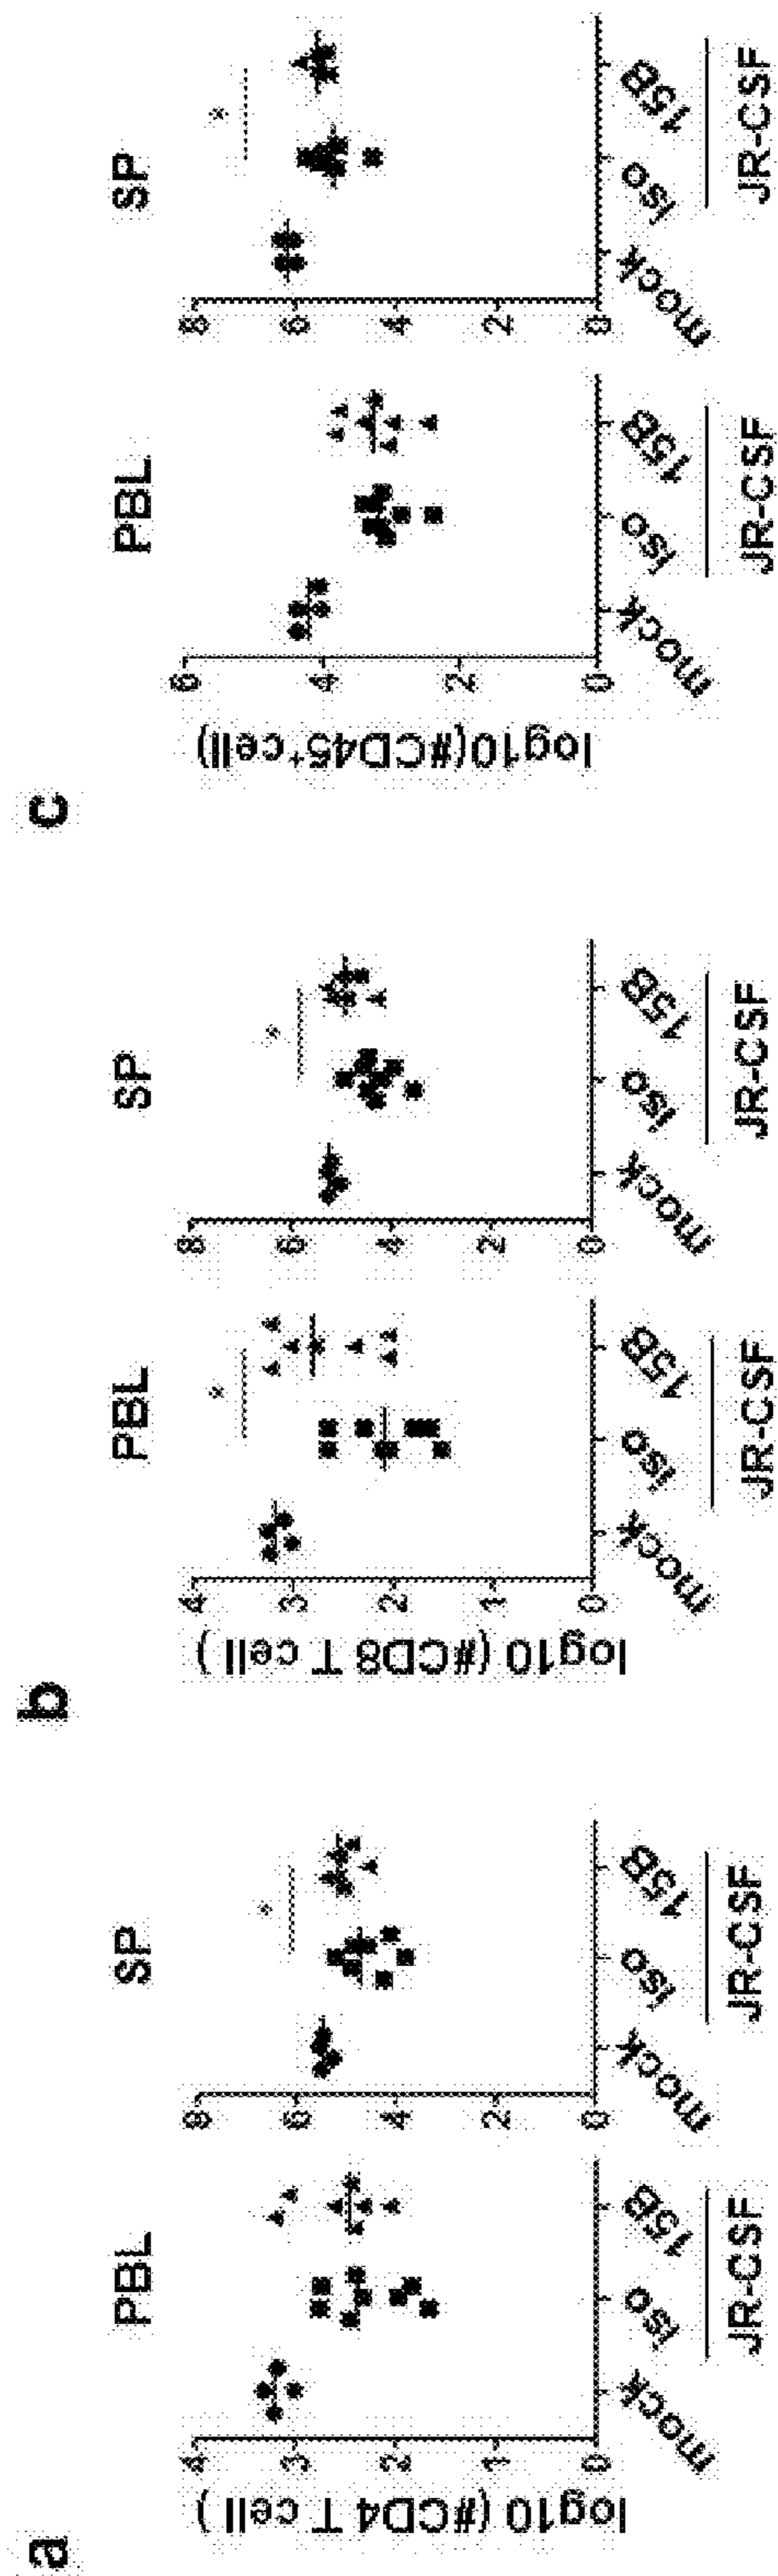 a
PBL
SP
log10 (#CD4 T cell )
4
3
2
1
0
8
6
4
2
0
*
mock
iso
15B
mock
iso
15B
JR-CSF
JR-CSF
b
PBL
SP
log10 (#CD8 T cell )
4
3
2
1
0
8
6
4
2
0
*
*
mock
iso
15B
mock
iso
15B
JR-CSF
JR-CSF
c
PBL
SP
log10(#CD45⁺cell)
6
4
2
0
8
6
4
2
0
*
mock
iso
15B
mock
iso
15B
JR-CSF
JR-CSF